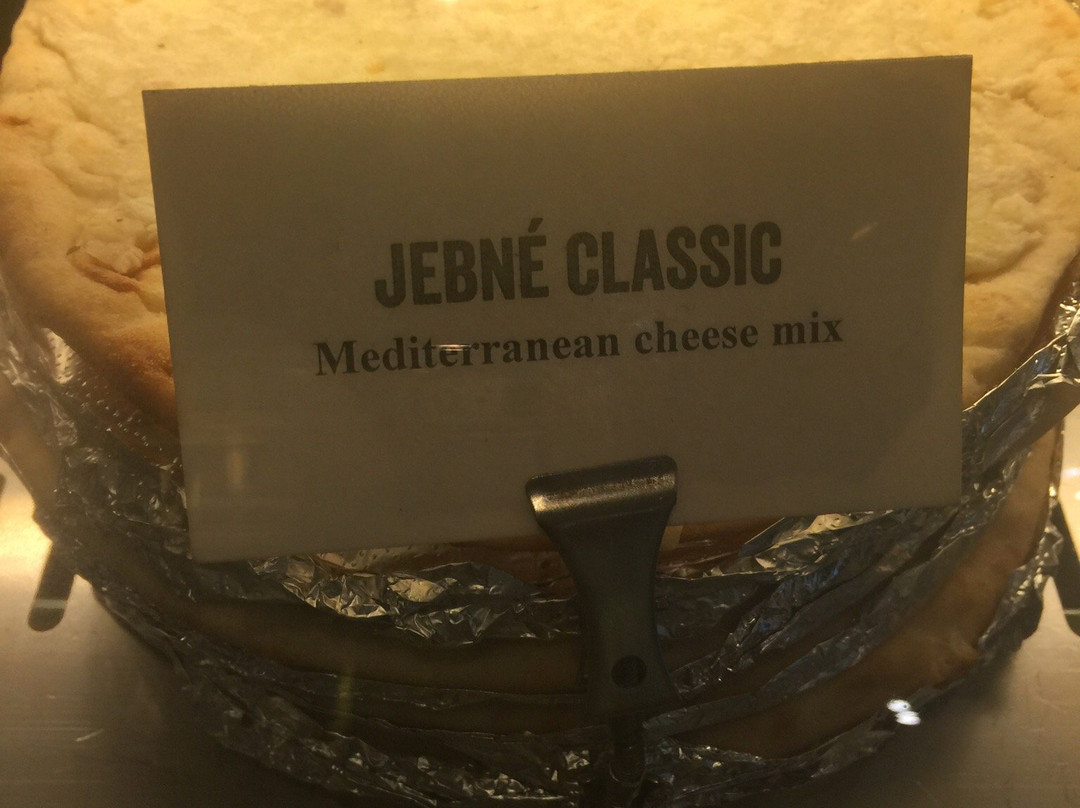 JEBNÉ CLASSIC
Mediterranean cheese mix